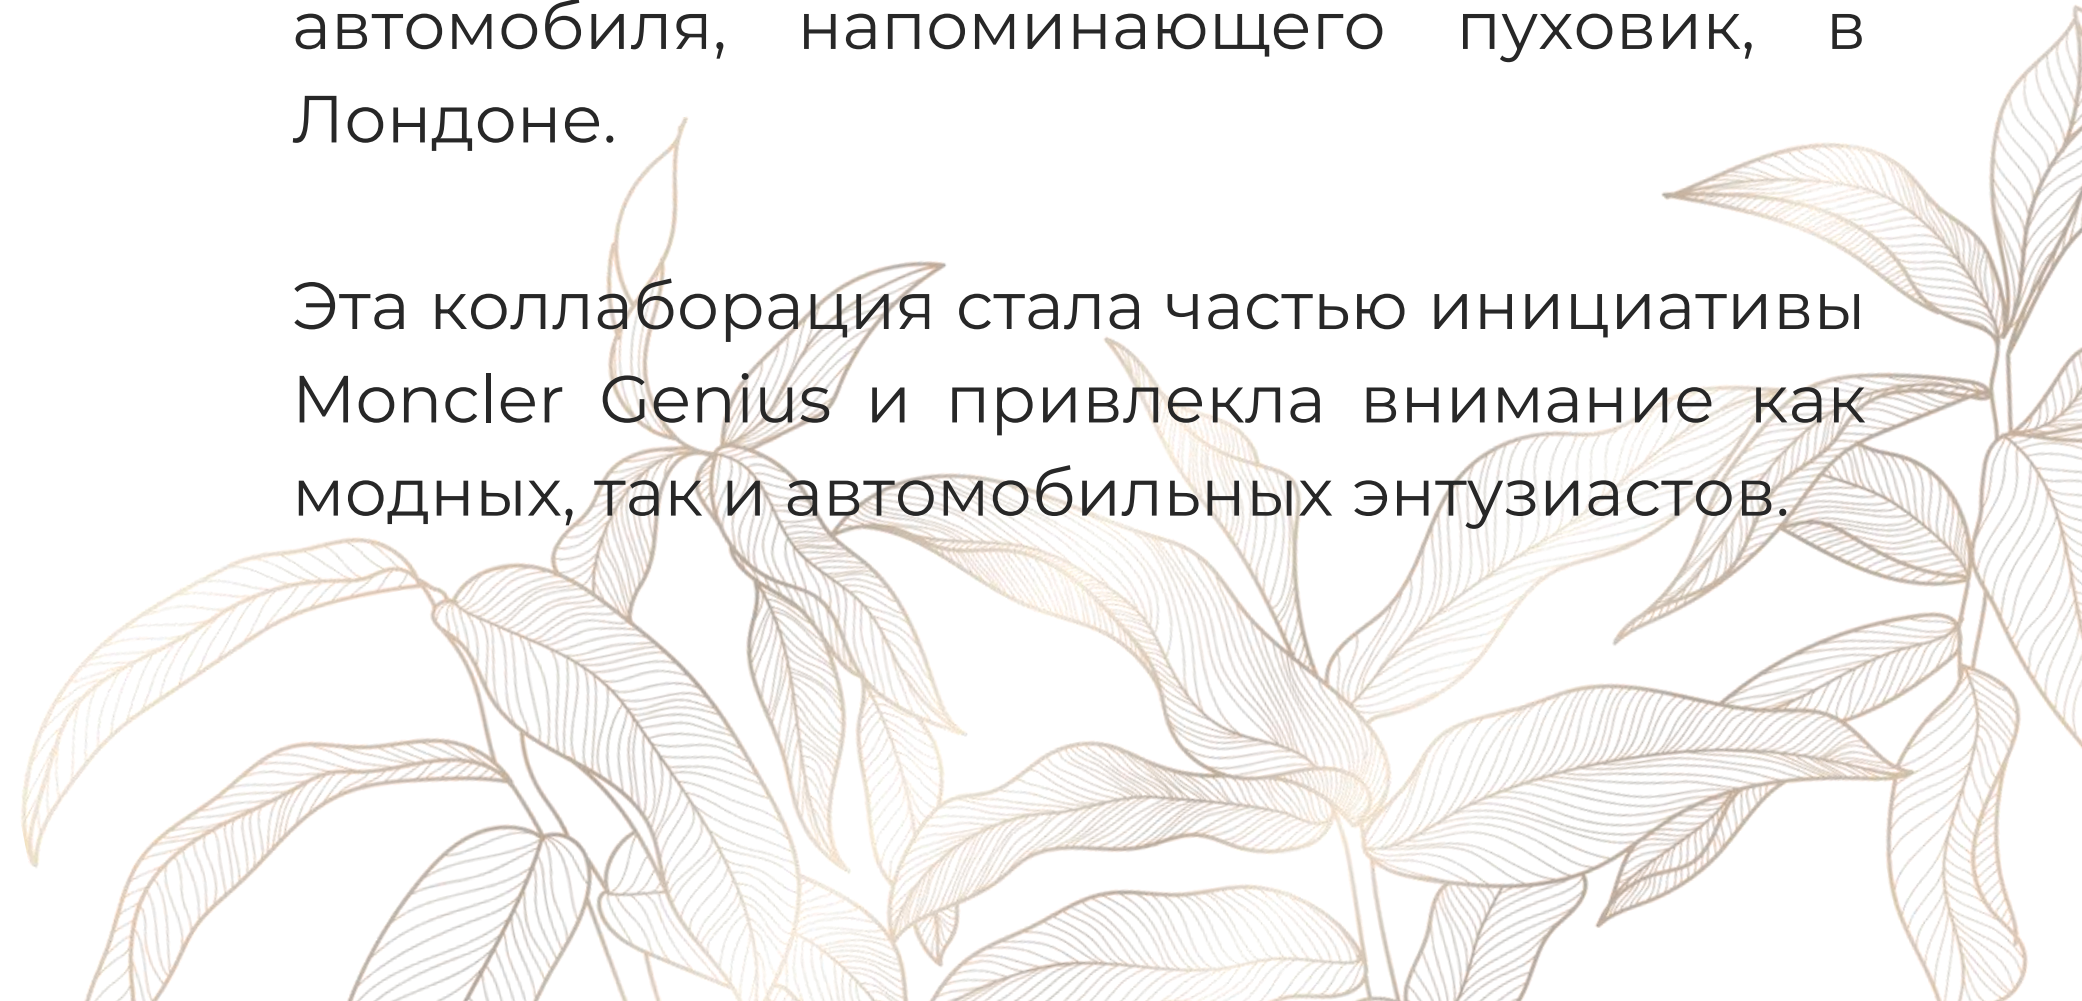 автомобиля, напоминающего пуховик, в
Лондоне.
Эта коллаборация стала частью инициативы
Moncler Genius и привлекла внимание как
модных, так и автомобильных энтузиастов.